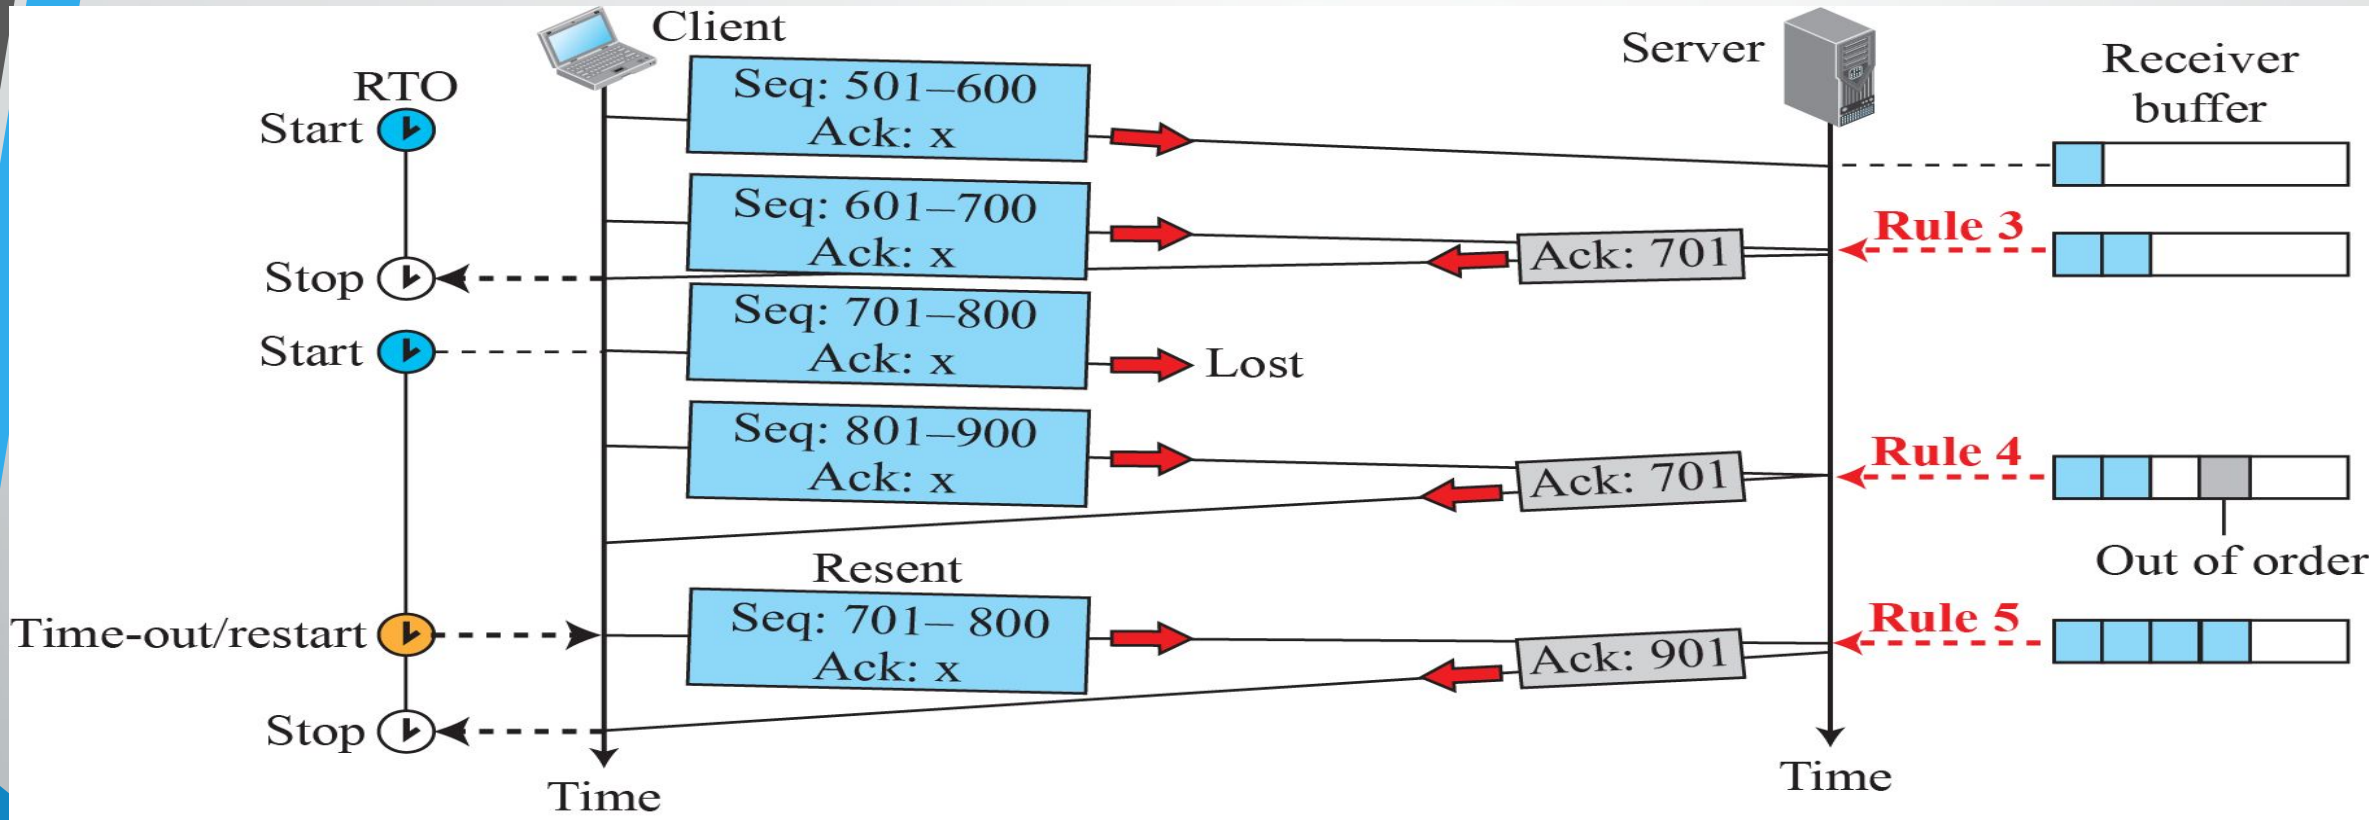 Client
Server
Receiver
buffer
RTO
Start
Seq: 501–600
Ack: x
Seq: 601–700
Ack: x
Rule 3
Ack: 701
Stop
Seq: 701–800
Ack: x
Start
Lost
Seq: 801–900
Ack: x
Rule 4
Ack: 701
Out of order
Resent
Time-out/restart
Seq: 701– 800
Ack: x
Rule 5
Ack: 901
Stop
Time
Time